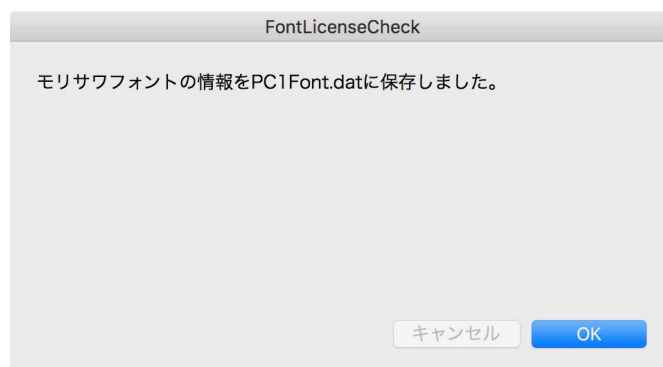 FontLicenseCheck
モリサワフォントの情報をPC1Font.datに保存しました。
キャンセル
OK